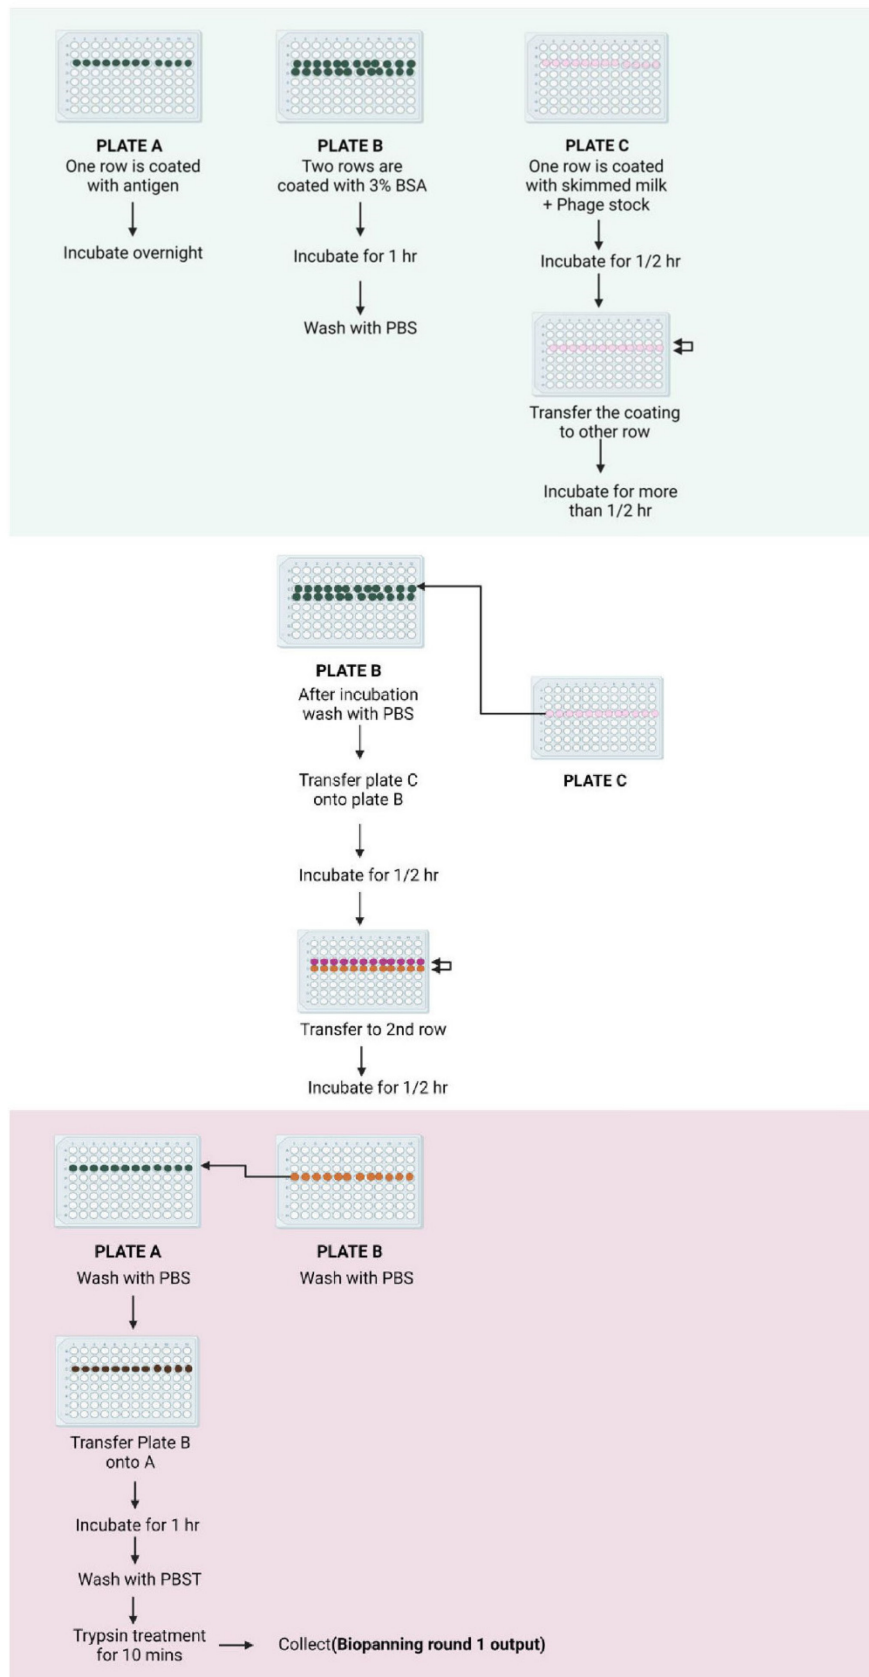 PLATE A
One row is coated
with antigen
Incubate overnight
PLATE B
Two rows are
coated with 3% BSA
Incubate for 1 hr
Wash with PBS
PLATE C
One row is coated
with skimmed milk
+ Phage stock
Incubate for 1/2 hr
Transfer the coating
to other row
Incubate for more
than 1/2 hr
PLATE B
After incubation
wash with PBS
Transfer plate C
onto plate B
PLATE C
Incubate for 1/2 hr
Transfer to 2nd row
Incubate for 1/2 hr
PLATE A
Wash with PBS
PLATE B
Wash with PBS
Transfer Plate B
onto A
Incubate for 1 hr
Wash with PBST
Trypsin treatment
for 10 mins
Collect(Biopanning round 1 output)